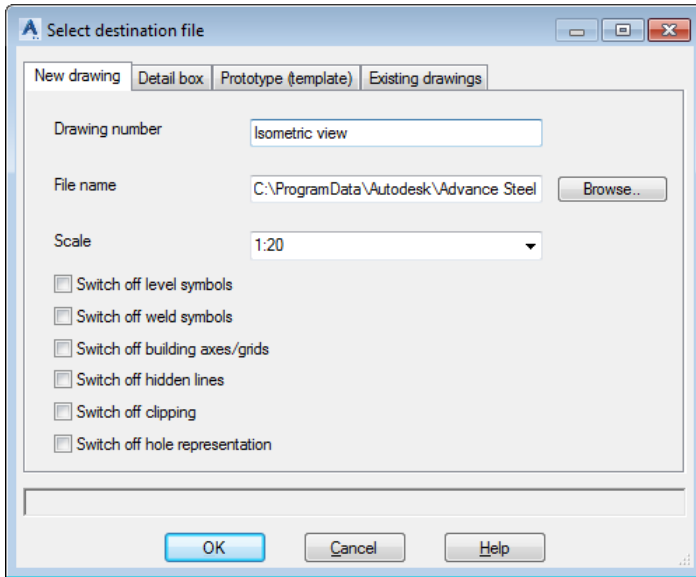 Select destination file
New drawing Detail box Prototype (template) Existing drawings
Drawing number Isometric view
File name C:\ProgramData\Autodesk\Advance Steel Browse..
Scale 1:20
Switch off level symbols
Switch off weld symbols
Switch off building axes/grids
Switch off hidden lines
Switch off clipping
Switch off hole representation
OK Cancel Help